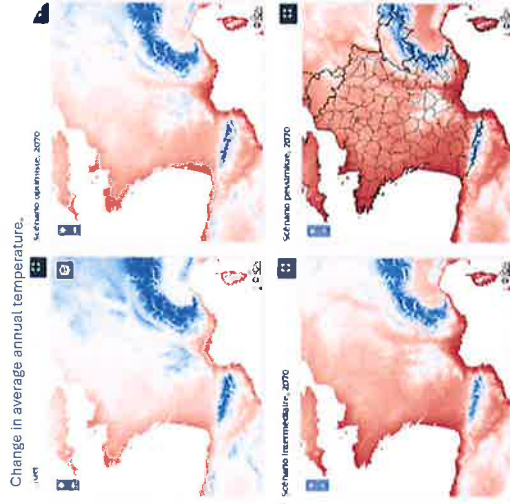 Change in average annual temperature.
Scénario optimiste, 2070
Scénario intermédiaire, 2070
Scénario pessimiste, 2070